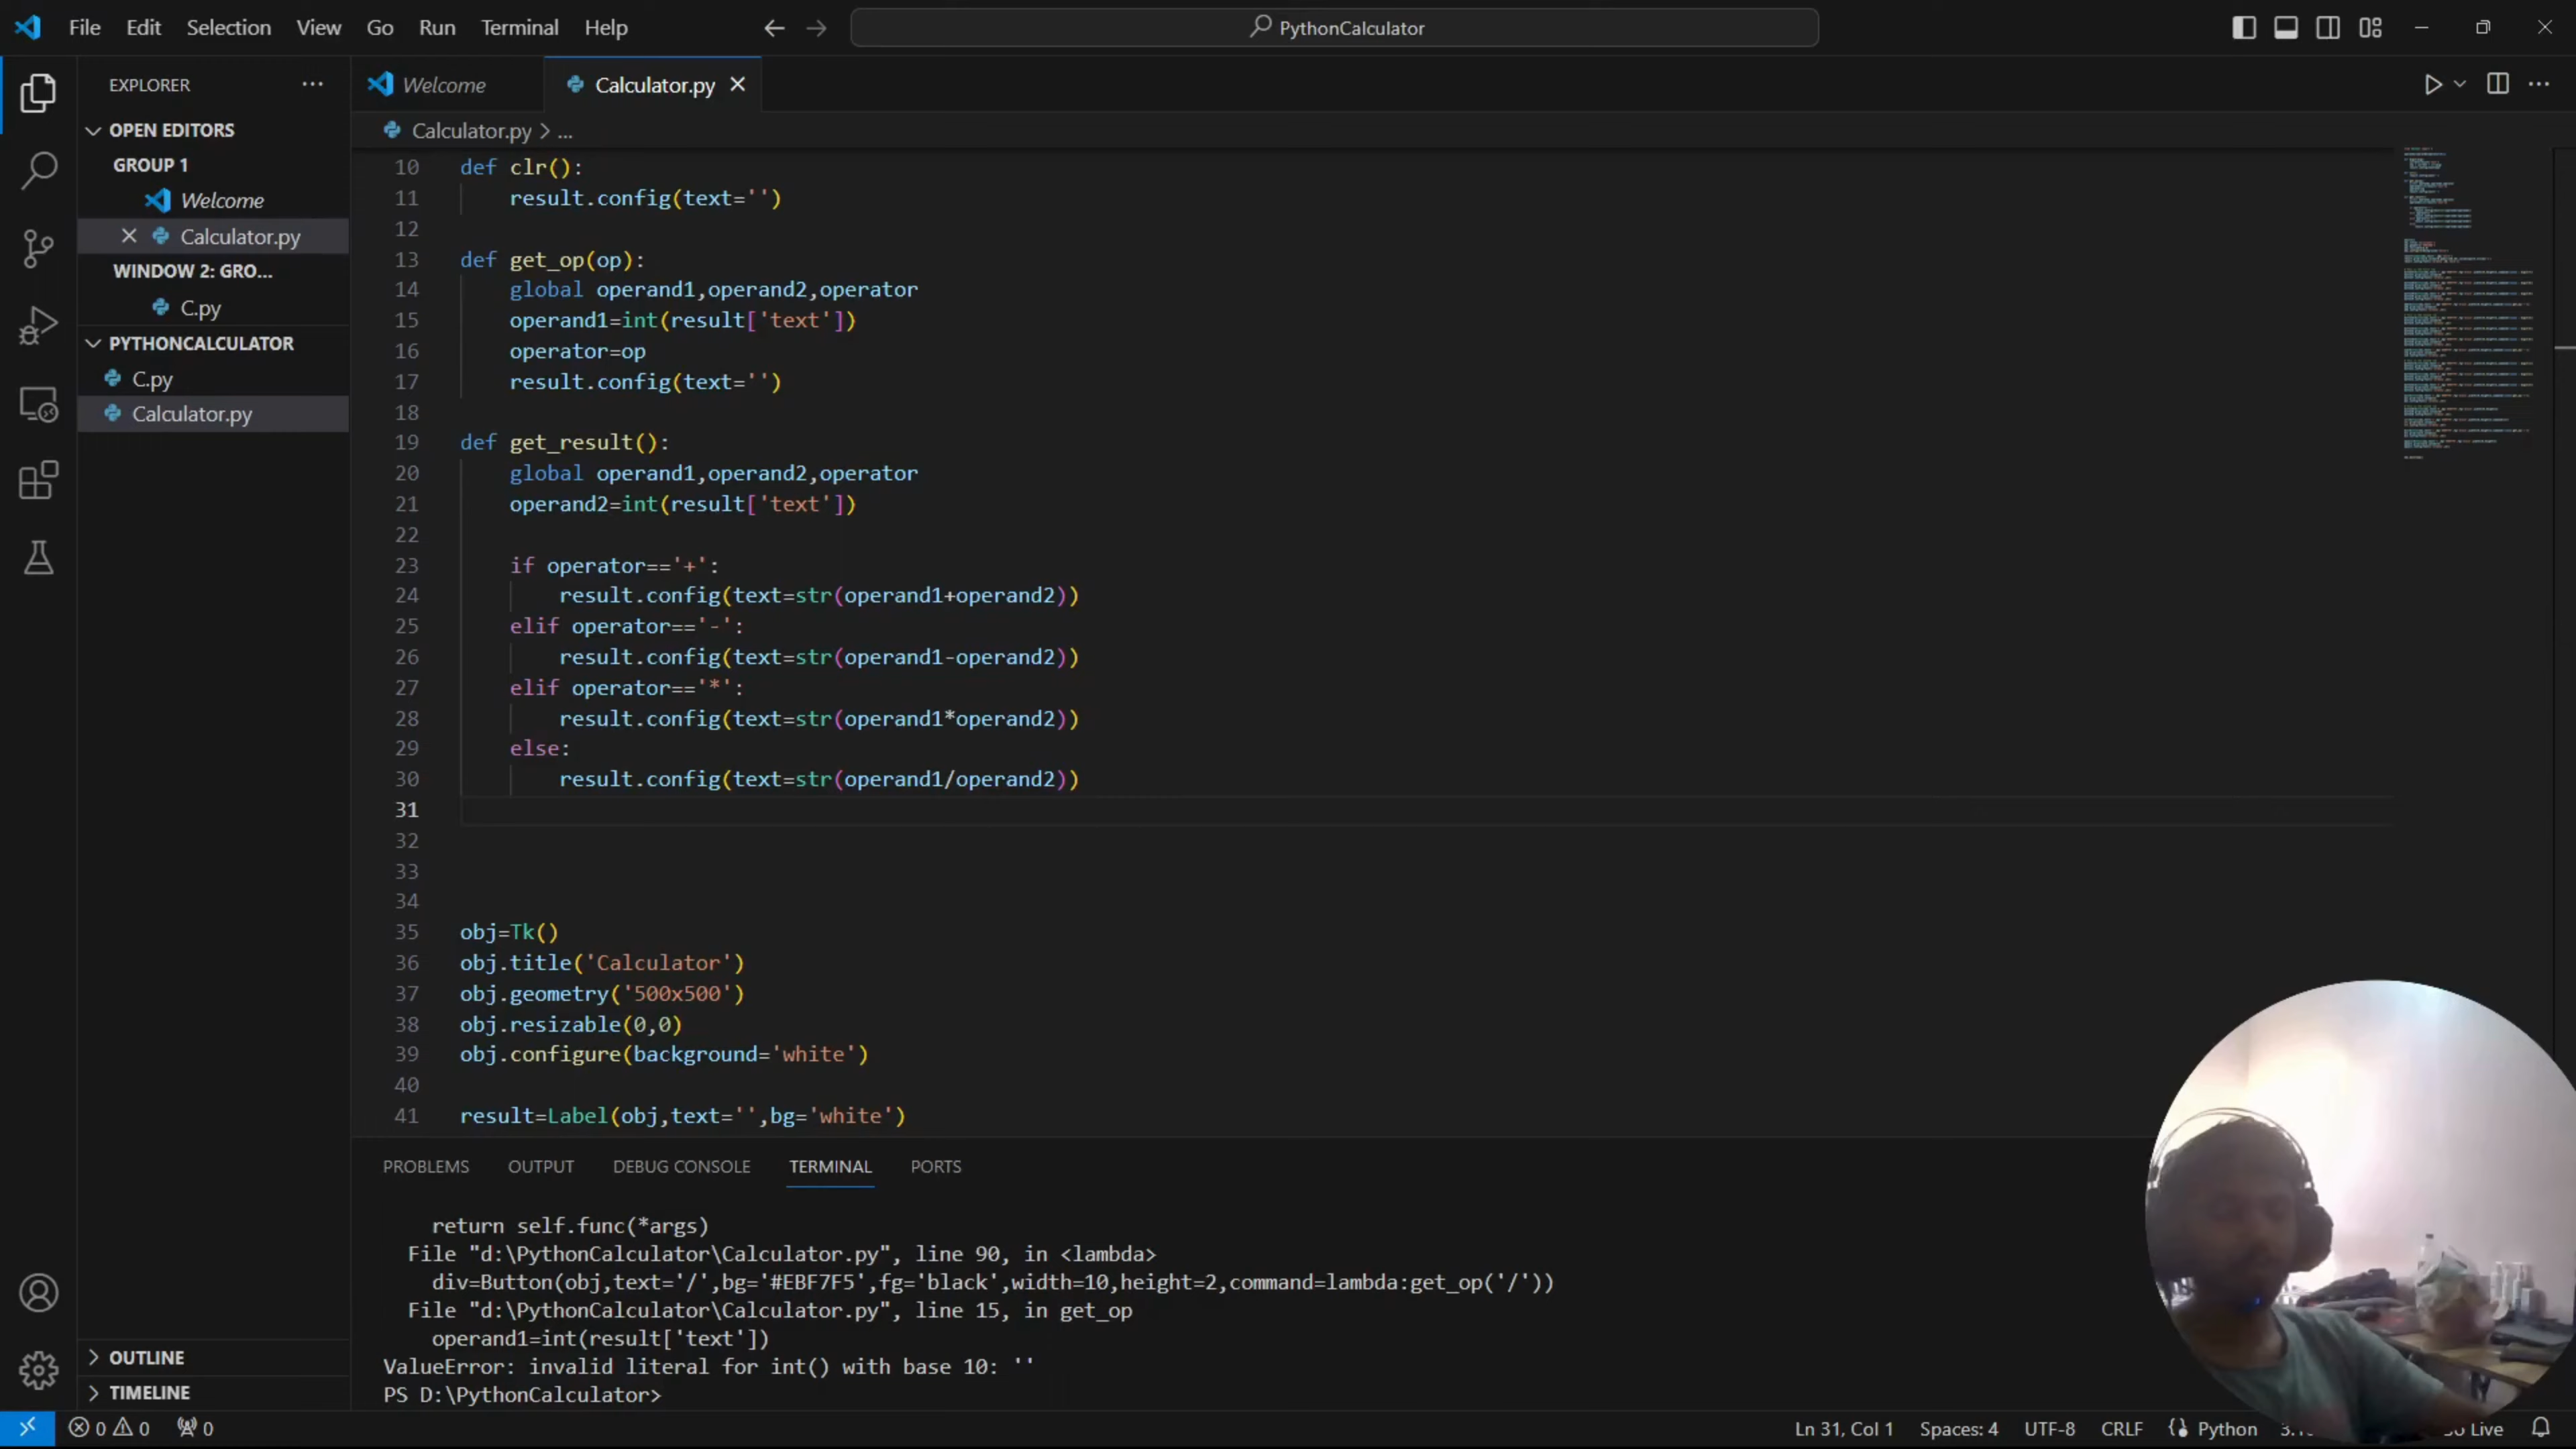 File Edit Selection View Go Run Terminal Help
PythonCalculator
EXPLORER
OPEN EDITORS
GROUP 1
Welcome
Calculator.py
WINDOW 2: GRO...
C.py
PYTHONCALCULATOR
C.py
Calculator.py
OUTLINE
TIMELINE
Welcome Calculator.py
Calculator.py > ...
10 def clr():
11 result.config(text='')
12
13 def get_op(op):
14 global operand1,operand2,operator
15 operand1=int(result['text'])
16 operator=op
17 result.config(text='')
18
19 def get_result():
20 global operand1,operand2,operator
21 operand2=int(result['text'])
22
23 if operator=='+':
24 result.config(text=str(operand1+operand2))
25 elif operator=='-':
26 result.config(text=str(operand1-operand2))
27 elif operator=='*':
28 result.config(text=str(operand1*operand2))
29 else:
30 result.config(text=str(operand1/operand2))
31
32
33
34
35 obj=Tk()
36 obj.title('Calculator')
37 obj.geometry('500x500')
38 obj.resizable(0,0)
39 obj.configure(background='white')
40
41 result=Label(obj,text='',bg='white')
PROBLEMS OUTPUT DEBUG CONSOLE TERMINAL PORTS
return self.func(*args)
File "d:\PythonCalculator\Calculator.py", line 90, in <lambda>
div=Button(obj,text='/',bg='#EBF7F5',fg='black',width=10,height=2,command=lambda:get_op('/'))
File "d:\PythonCalculator\Calculator.py", line 15, in get_op
operand1=int(result['text'])
ValueError: invalid literal for int() with base 10: ''
PS D:\PythonCalculator>
0 0 0 Ln 31, Col 1 Spaces: 4 UTF-8 CRLF Python Live